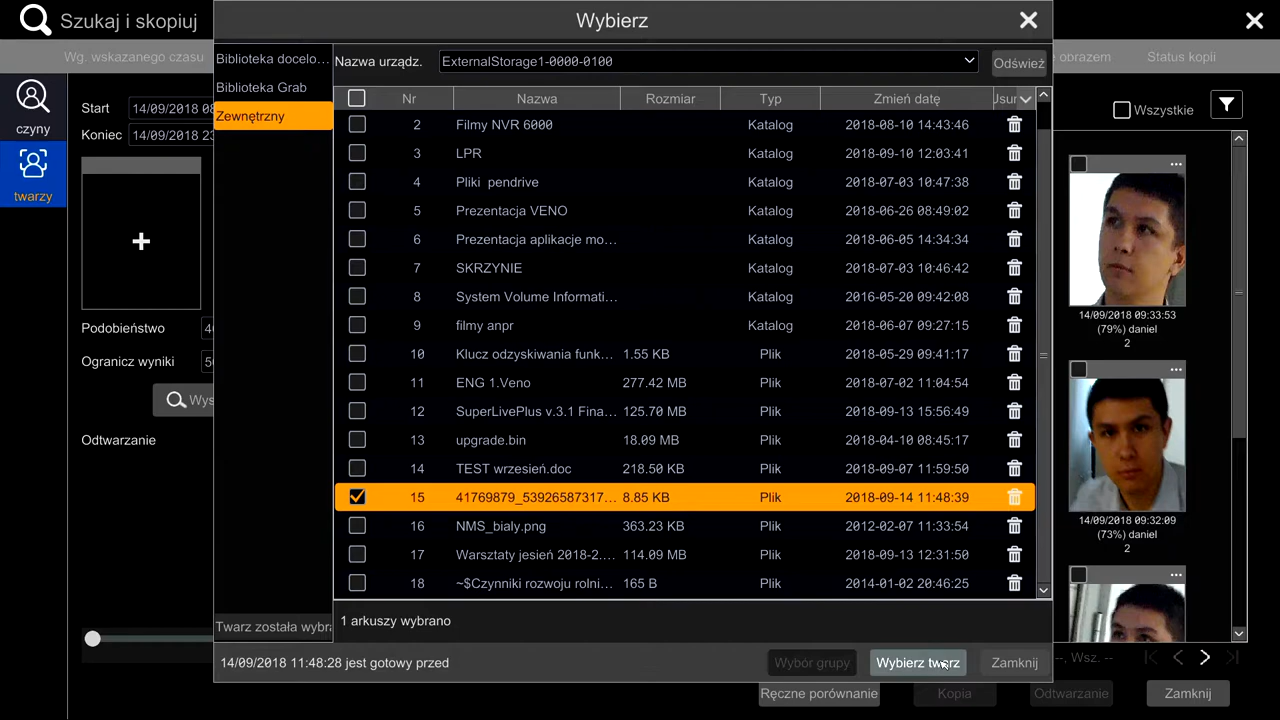 Szukaj i skopiuj
Wg. wskazanego czasu
obrazem
Status kopii
czyny
twarzy
Start
14/09/2018
Koniec
14/09/2018
Podobieństwo
Ogranicz wyniki
Odtwarzanie
Wybierz
Biblioteka docelo...
Biblioteka Grab
Zewnętrzny
Nazwa urządz.
ExternalStorage1-0000-0100
Odśwież
Nr Nazwa Rozmiar Typ Zmień datę
2 Filmy NVR 6000 Katalog 2018-08-10 14:43:46
3 LPR Katalog 2018-09-10 12:03:41
4 Pliki pendrive Katalog 2018-07-03 10:47:38
5 Prezentacja VENO Katalog 2018-06-26 08:49:02
6 Prezentacja aplikacje mo... Katalog 2018-06-05 14:34:34
7 SKRZYNIE Katalog 2018-07-03 10:46:42
8 System Volume Informati... Katalog 2016-05-20 09:42:08
9 filmy anpr Katalog 2018-06-07 09:27:15
10 Klucz odzyskiwania funk... 1.55 KB Plik 2018-05-29 09:41:17
11 ENG 1.Veno 277.42 MB Plik 2018-07-02 11:04:54
12 SuperLivePlus v.3.1 Fina... 125.70 MB Plik 2018-09-13 15:56:49
13 upgrade.bin 18.09 MB Plik 2018-04-10 08:45:17
14 TEST wrzesień.doc 218.50 KB Plik 2018-09-07 11:59:50
15 41769879_53926587317... 8.85 KB Plik 2018-09-14 11:48:39
16 NMS_bialy.png 363.23 KB Plik 2012-02-07 11:33:54
17 Warsztaty jesień 2018-2.... 114.09 MB Plik 2018-09-13 12:31:50
18 ~$Czynniki rozwoju rolni... 165 B Plik 2014-01-02 20:46:25
Twarz została wybra
1 arkuszy wybrano
14/09/2018 11:48:28 jest gotowy przed
Wybór grupy
Wybierz twarz
Zamknij
Wszystkie
14/09/2018 09:33:53
(79%) daniel
2
14/09/2018 09:32:09
(73%) daniel
2
--, Wsz. --
Ręczne porównanie
Kopia
Odtwarzanie
Zamknij